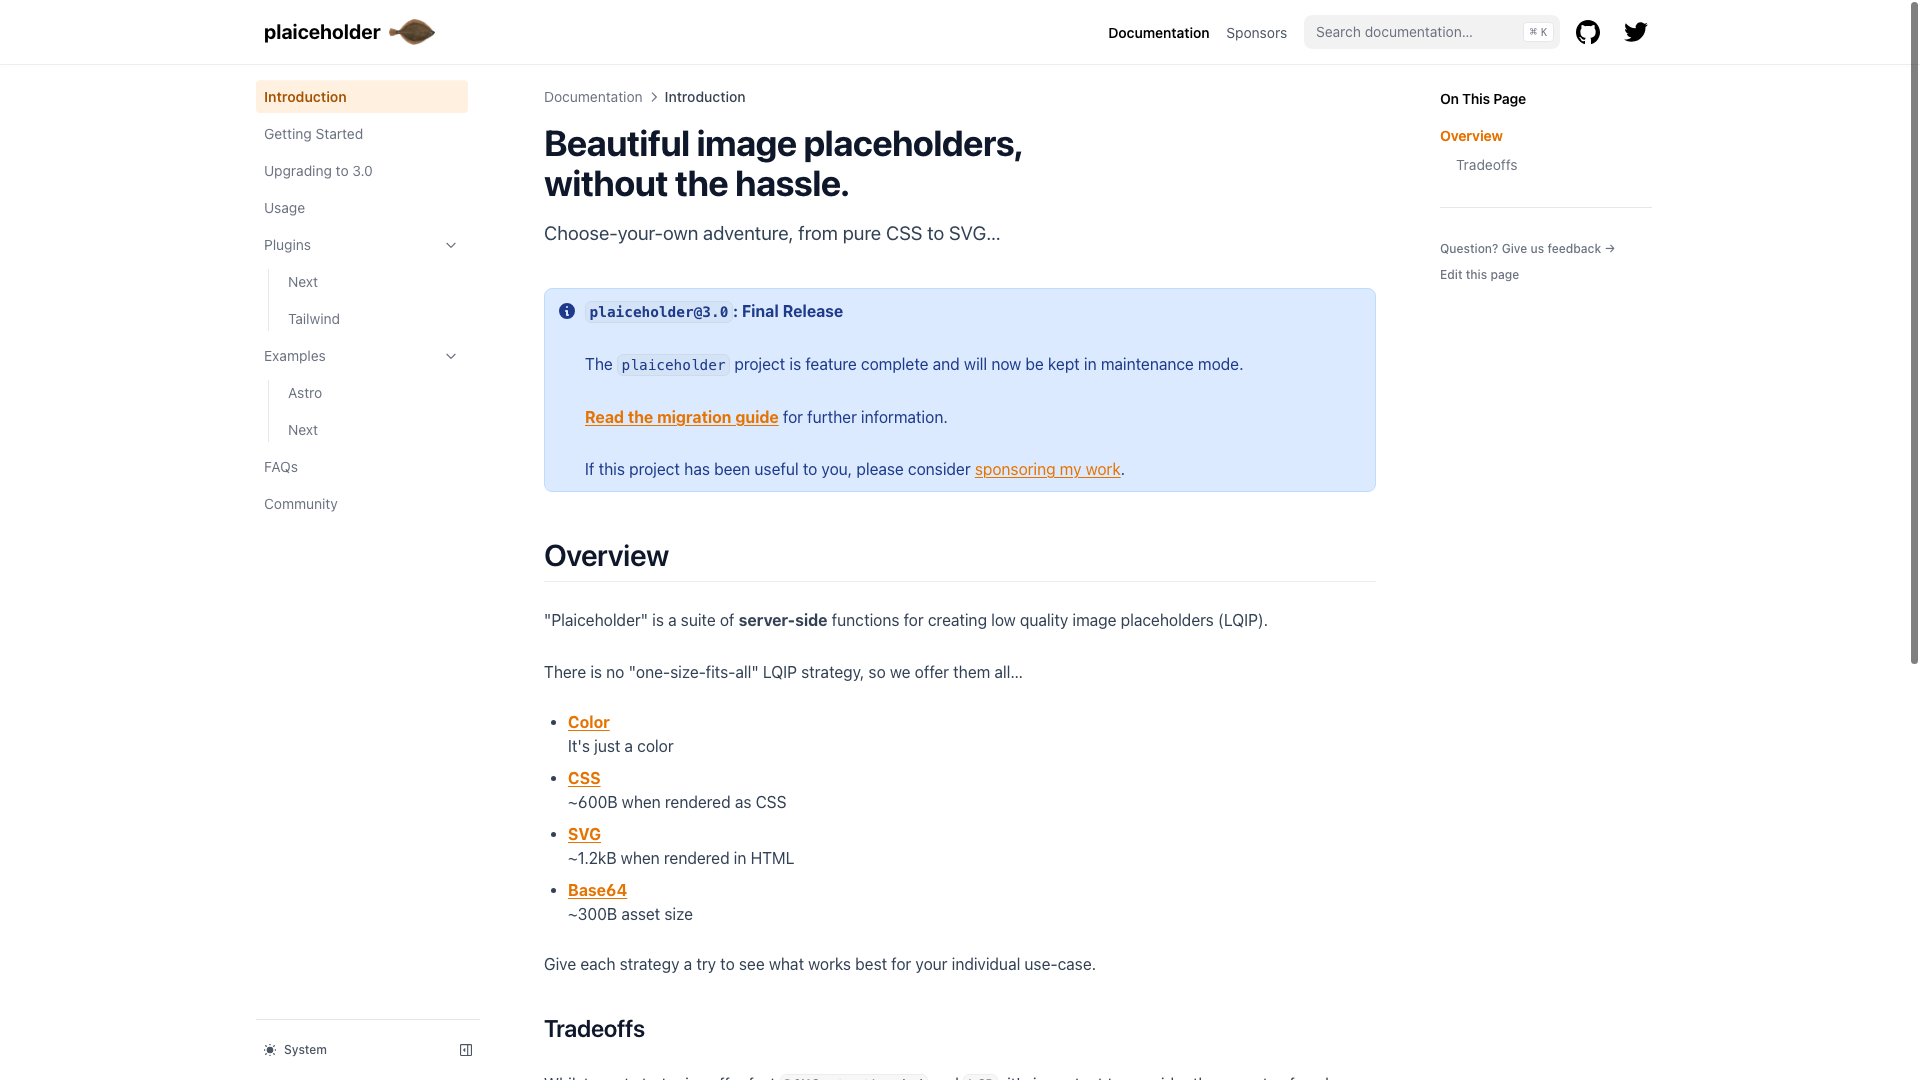 plaiceholder
Documentation
Sponsors
Search documentation...
⌘ K
Introduction
Getting Started
Upgrading to 3.0
Usage
Plugins
Next
Tailwind
Examples
Astro
Next
FAQs
Community
System
Documentation > Introduction
Beautiful image placeholders,
without the hassle.
Choose-your-own adventure, from pure CSS to SVG...
plaiceholder@3.0: Final Release
The plaiceholder project is feature complete and will now be kept in maintenance mode.
Read the migration guide for further information.
If this project has been useful to you, please consider sponsoring my work.
Overview
"Plaiceholder" is a suite of server-side functions for creating low quality image placeholders (LQIP).
There is no "one-size-fits-all" LQIP strategy, so we offer them all...
• Color
It's just a color
• CSS
~600B when rendered as CSS
• SVG
~1.2kB when rendered in HTML
• Base64
~300B asset size
Give each strategy a try to see what works best for your individual use-case.
Tradeoffs
On This Page
Overview
Tradeoffs
Question? Give us feedback →
Edit this page